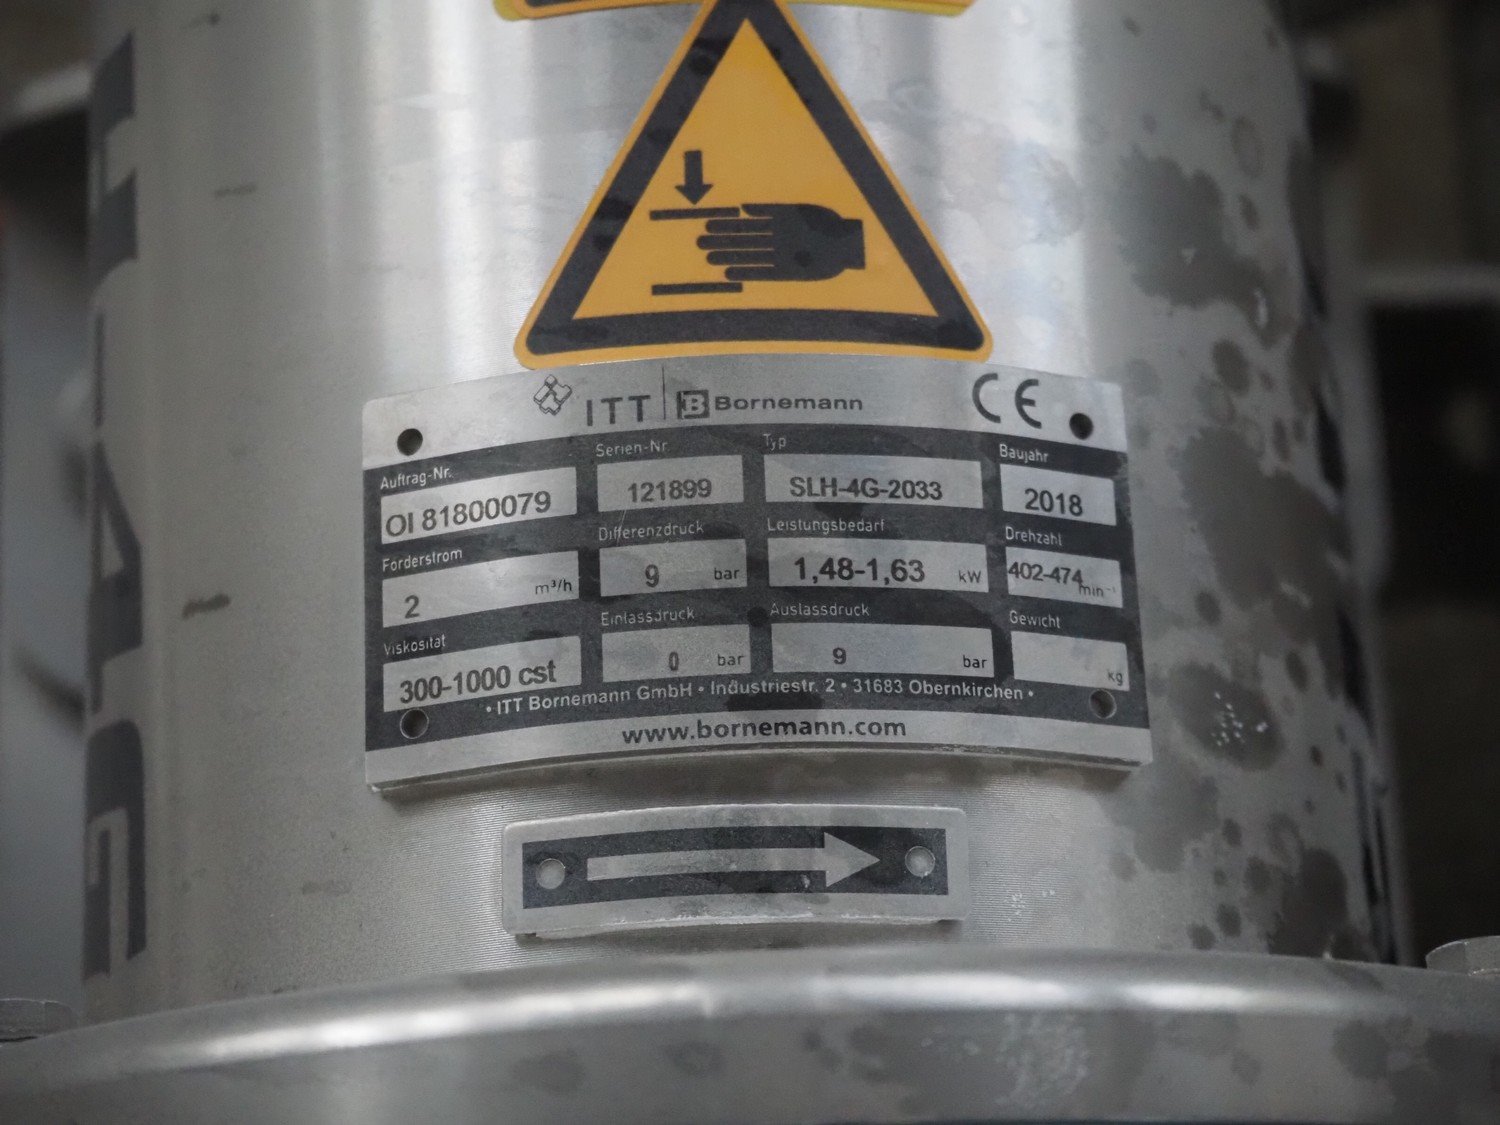 ITT B Bornemann CE
Auftrag-Nr. Serien-Nr. Typ Baujahr
OI 81800079 121899 SLH-4G-2033 2018
Förderstrom Differenzdruck Leistungsbedarf Drehzahl
2 m³/h 9 bar 1,48-1,63 kW 402-474 min⁻¹
Viskosität Einlassdruck Auslassdruck Gewicht
300-1000 cst 0 bar 9 bar kg
• ITT Bornemann GmbH • Industriestr. 2 • 31683 Obernkirchen •
www.bornemann.com